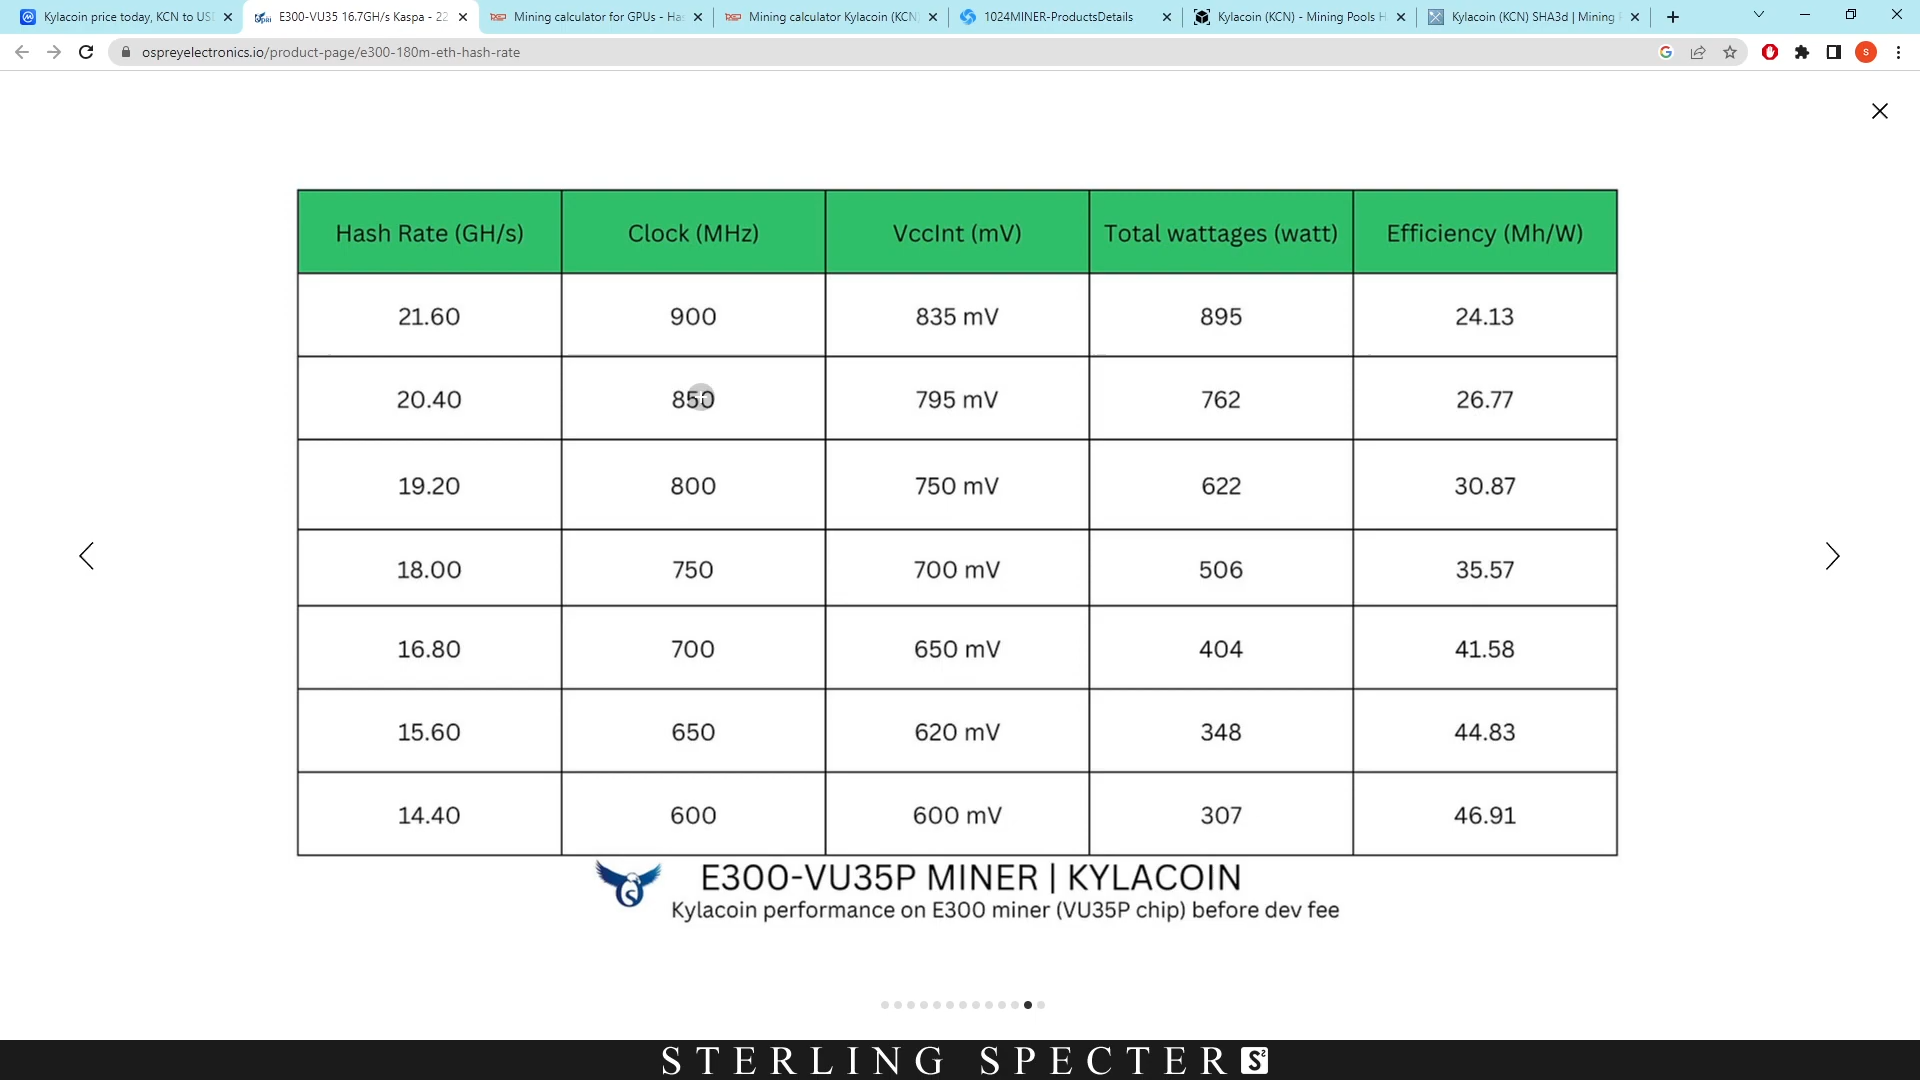 Kylacoin price today, KCN to USD
E300-VU35 16.7GH/s Kaspa - 22
Mining calculator for GPUs - Has
Mining calculator Kylacoin (KCN)
1024MINER-ProductsDetails
Kylacoin (KCN) - Mining Pools H
Kylacoin (KCN) SHA3d | Mining
ospreyelectronics.io/product-page/e300-180m-eth-hash-rate
S
Hash Rate (GH/s) Clock (MHz) VccInt (mV) Total wattages (watt) Efficiency (Mh/W)
21.60 900 835 mV 895 24.13
20.40 850 795 mV 762 26.77
19.20 800 750 mV 622 30.87
18.00 750 700 mV 506 35.57
16.80 700 650 mV 404 41.58
15.60 650 620 mV 348 44.83
14.40 600 600 mV 307 46.91
E300-VU35P MINER | KYLACOIN
Kylacoin performance on E300 miner (VU35P chip) before dev fee
STERLING SPECTER S²